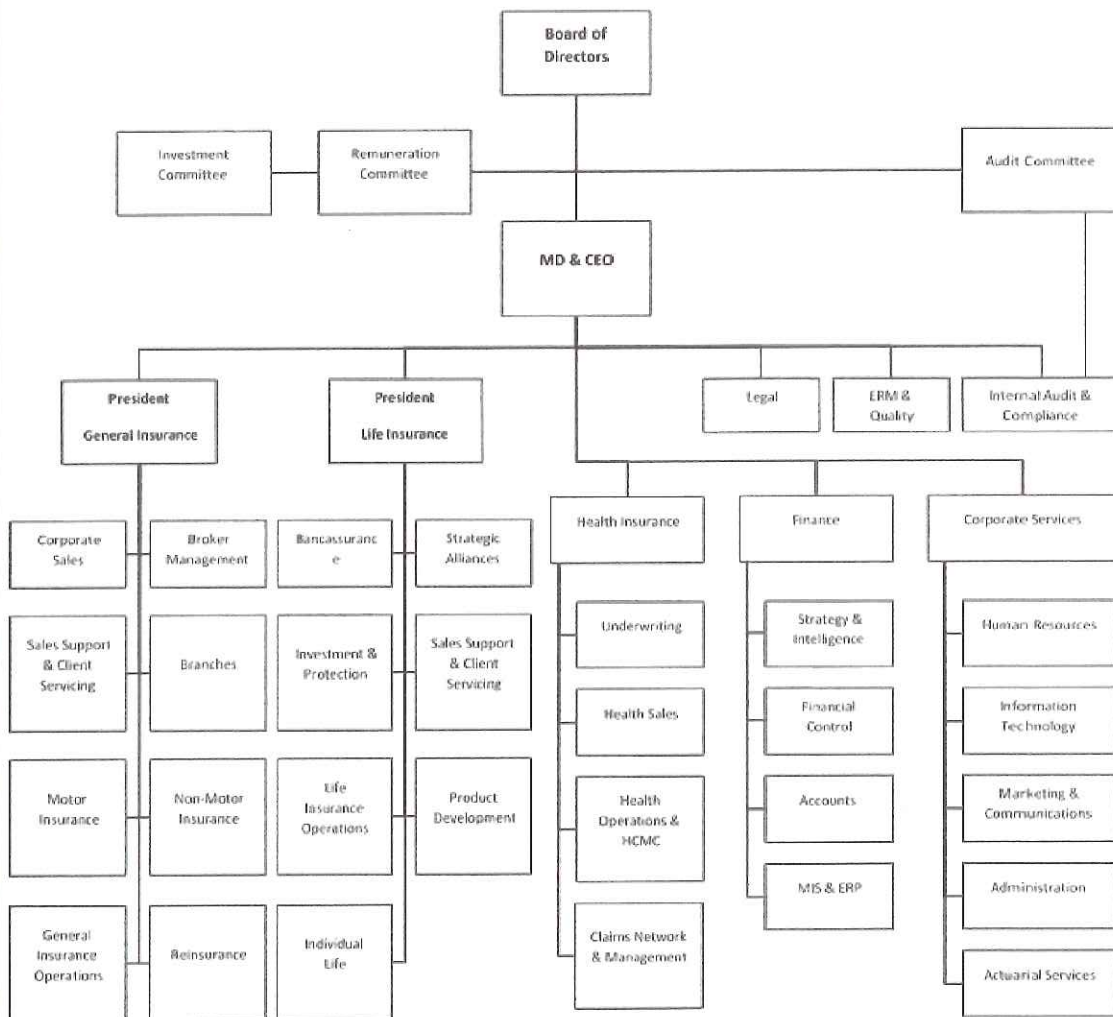 Board of
Directors
Investment
Committee
Remuneration
Committee
Audit Committee
MD & CEO
President
General Insurance
President
Life Insurance
Legal
ERM &
Quality
Internal Audit &
Compliance
Health Insurance
Finance
Corporate Services
Corporate
Sales
Broker
Management
Bancassuranc
e
Strategic
Alliances
Underwriting
Strategy &
Intelligence
Human Resources
Sales Support
& Client
Servicing
Branches
Investment &
Protection
Sales Support
& Client
Servicing
Health Sales
Financial
Control
Information
Technology
Motor
Insurance
Non-Motor
Insurance
Life
Insurance
Operations
Product
Development
Health
Operations &
HCMC
Accounts
Marketing &
Communications
MIS & ERP
Administration
General
Insurance
Operations
Reinsurance
Individual
Life
Claims Network
& Management
Actuarial Services